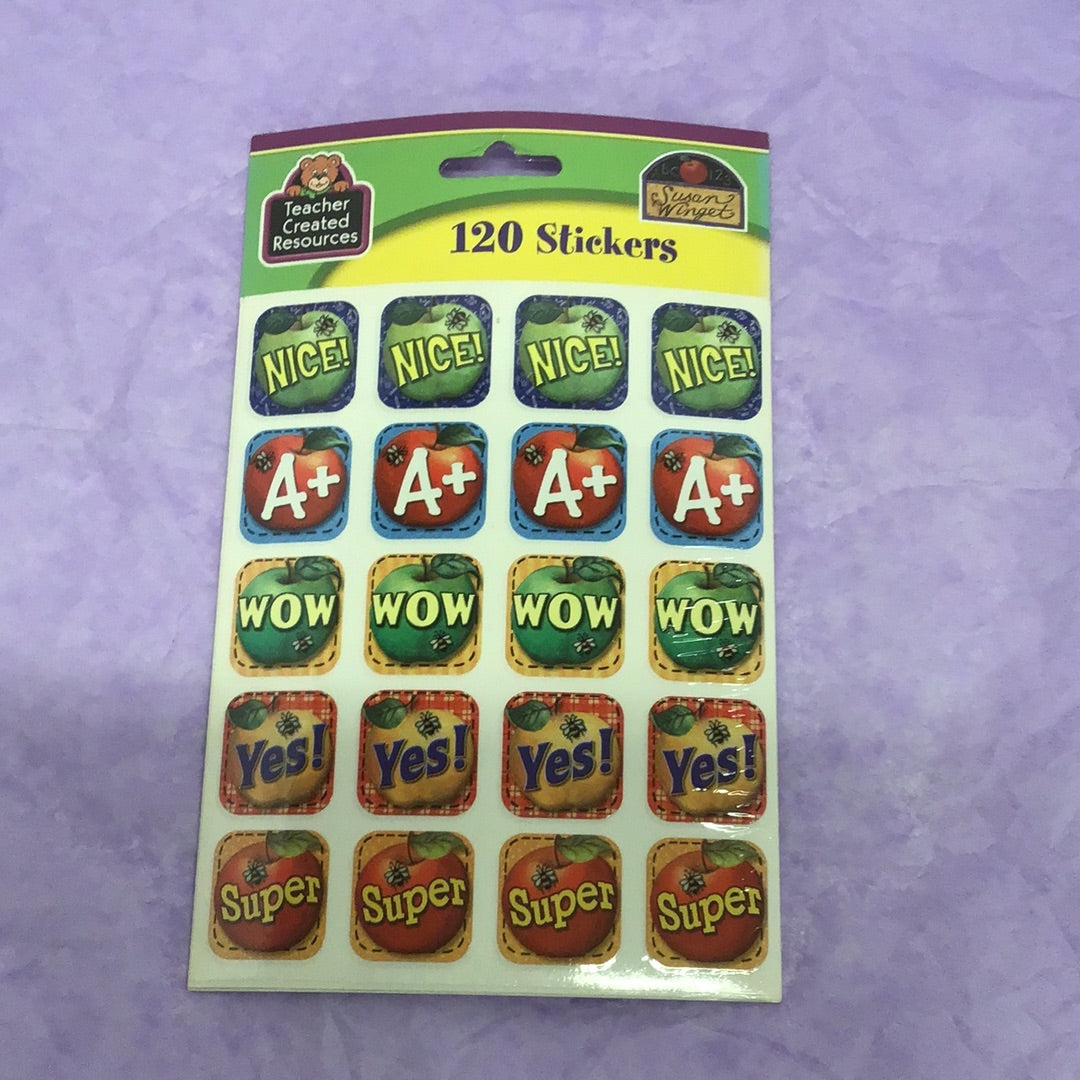 Teacher
Created
Resources
Susan
Winget
120 Stickers
NICE! NICE! NICE! NICE!
A+ A+ A+ A+
WOW WOW WOW WOW
Yes! Yes! Yes! Yes!
Super Super Super Super